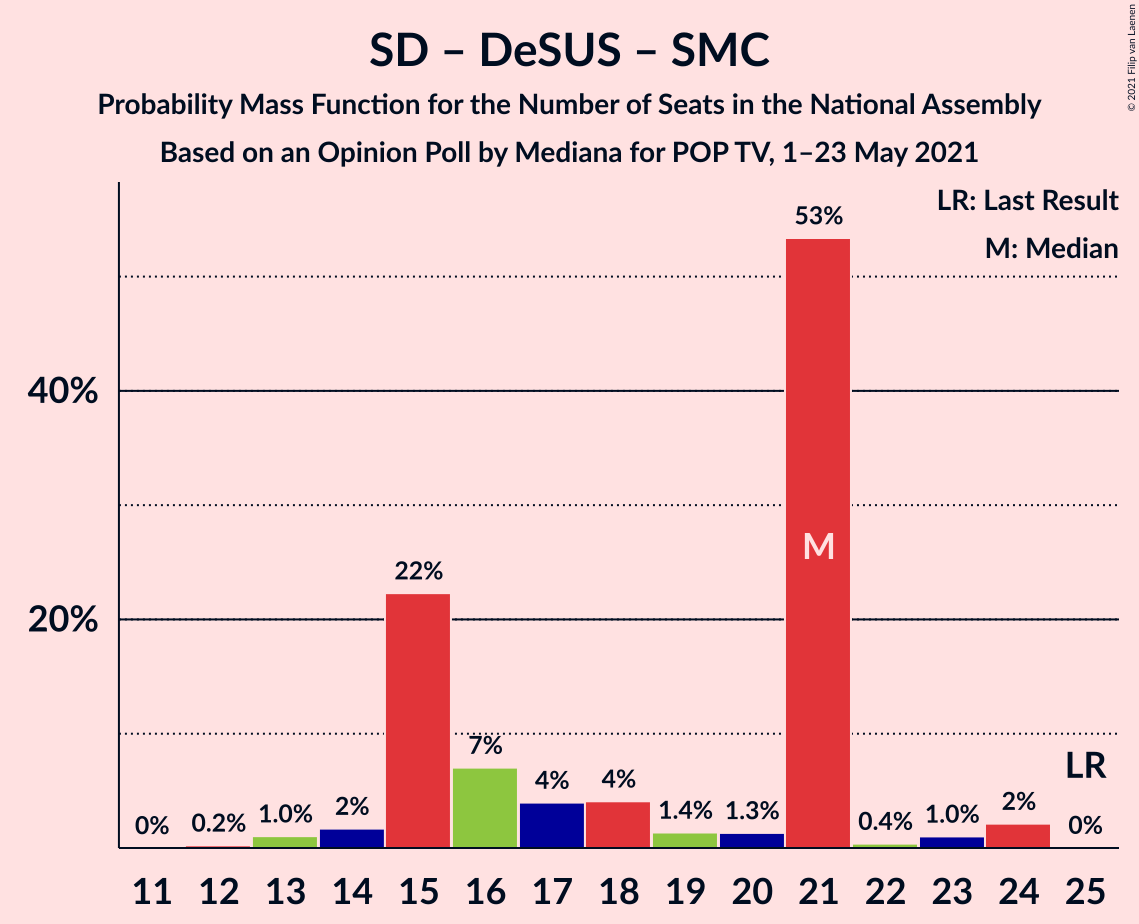 SD – DeSUS – SMC
Probability Mass Function for the Number of Seats in the National Assembly
Based on an Opinion Poll by Mediana for POP TV, 1–23 May 2021
© 2021 Filip van Laenen
LR: Last Result
M: Median
40%
20%
0%
0.2%
1.0%
2%
22%
7%
4%
4%
1.4%
1.3%
53%
0.4%
1.0%
2%
0%
M
LR
11 12 13 14 15 16 17 18 19 20 21 22 23 24 25